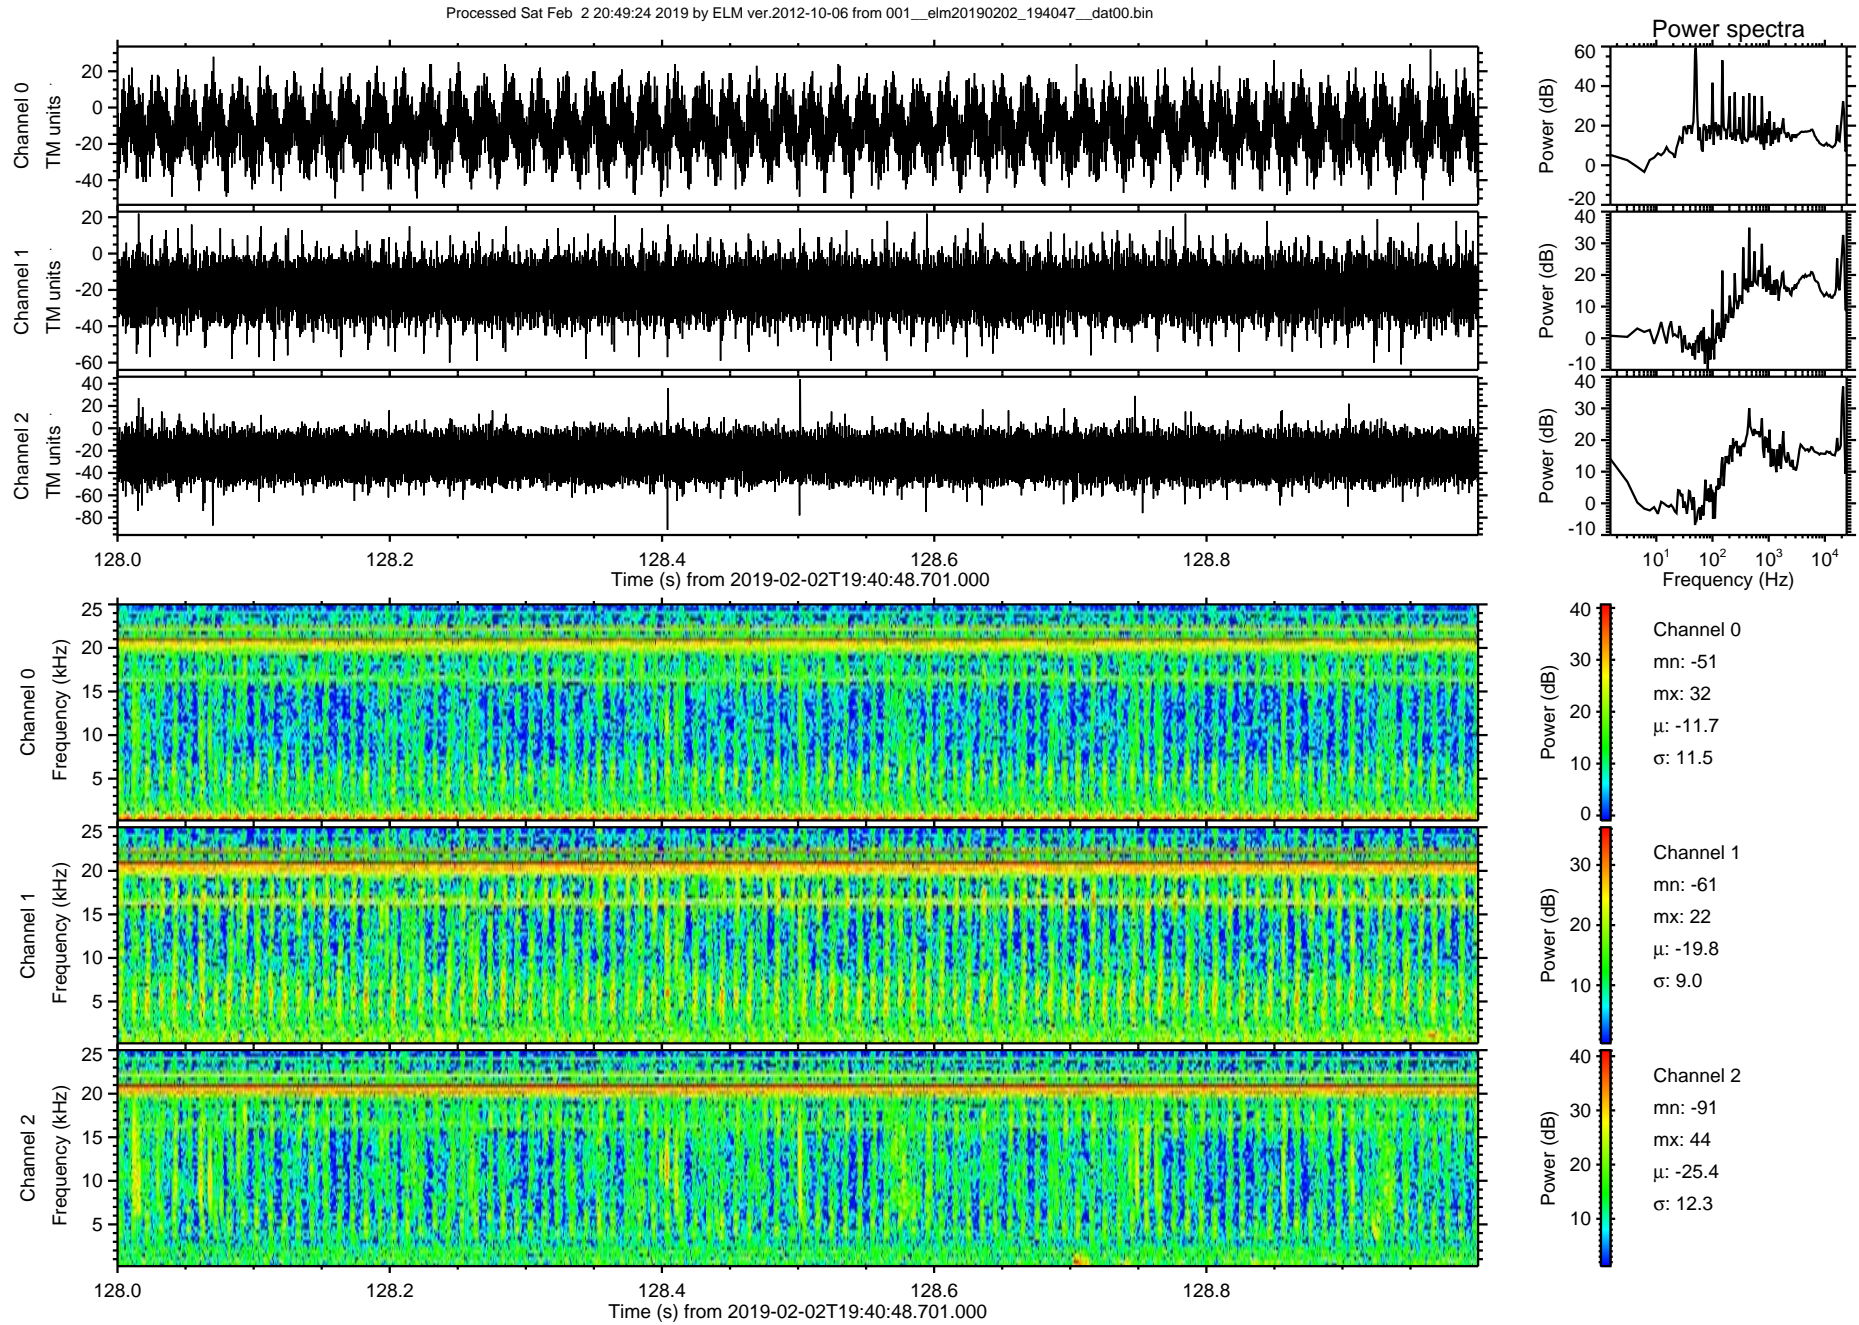 Processed Sat Feb  2 20:49:24 2019 by ELM ver.2012-10-06 from 001__elm20190202_194047__dat00.bin
Power spectra
Channel 0
TM units
20
0
-20
-40
Power (dB)
60
40
20
0
-20
Channel 1
TM units
20
0
-20
-40
-60
Power (dB)
40
30
20
10
0
-10
Channel 2
TM units
40
20
0
-20
-40
-60
-80
Power (dB)
40
30
20
10
0
-10
128.0 128.2 128.4 128.6 128.8
Time (s) from 2019-02-02T19:40:48.701.000
10¹ 10² 10³ 10⁴
Frequency (Hz)
Channel 0
Frequency (kHz)
25
20
15
10
5
Power (dB)
40
30
20
10
0
Channel 0
mn: -51
mx: 32
μ: -11.7
σ: 11.5
Channel 1
Frequency (kHz)
25
20
15
10
5
Power (dB)
30
20
10
Channel 1
mn: -61
mx: 22
μ: -19.8
σ: 9.0
Channel 2
Frequency (kHz)
25
20
15
10
5
Power (dB)
40
30
20
10
Channel 2
mn: -91
mx: 44
μ: -25.4
σ: 12.3
128.0 128.2 128.4 128.6 128.8
Time (s) from 2019-02-02T19:40:48.701.000